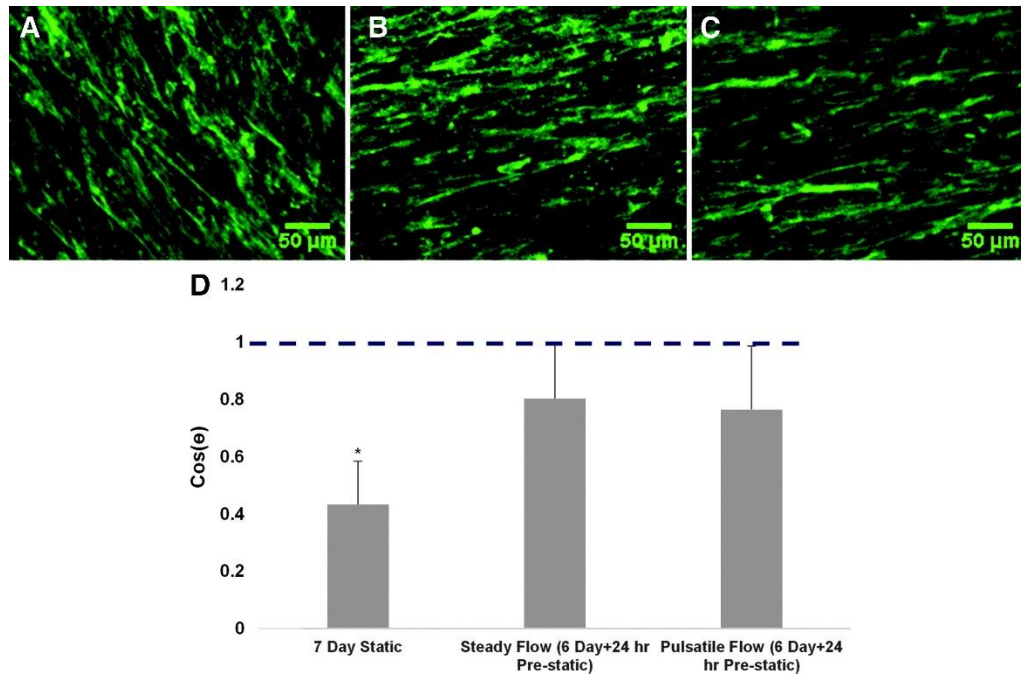 A
B
C
50 µm
50 µm
50 µm
D
1.2
1
0.8
0.6
0.4
0.2
0
Cos(ɵ)
*
7 Day Static
Steady Flow (6 Day+24 hr
Pre-static)
Pulsatile Flow (6 Day+24
hr Pre-static)